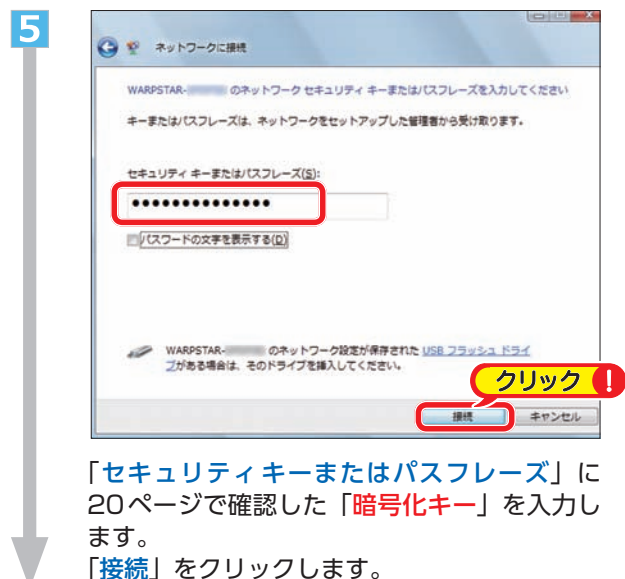 5
ネットワークに接続
WARPSTAR- のネットワーク セキュリティ キーまたはパスフレーズを入力してください
キーまたはパスフレーズは、ネットワークをセットアップした管理者から受け取ります。
セキュリティ キーまたはパスフレーズ(S):
●●●●●●●●●●●●●●
パスワードの文字を表示する(D)
WARPSTAR- のネットワーク設定が保存された USB フラッシュ ドライ
ブがある場合は、そのドライブを挿入してください。
クリック !
接続 キャンセル
「セキュリティキーまたはパスフレーズ」に
20ページで確認した「暗号化キー」を入力し
ます。
「接続」をクリックします。